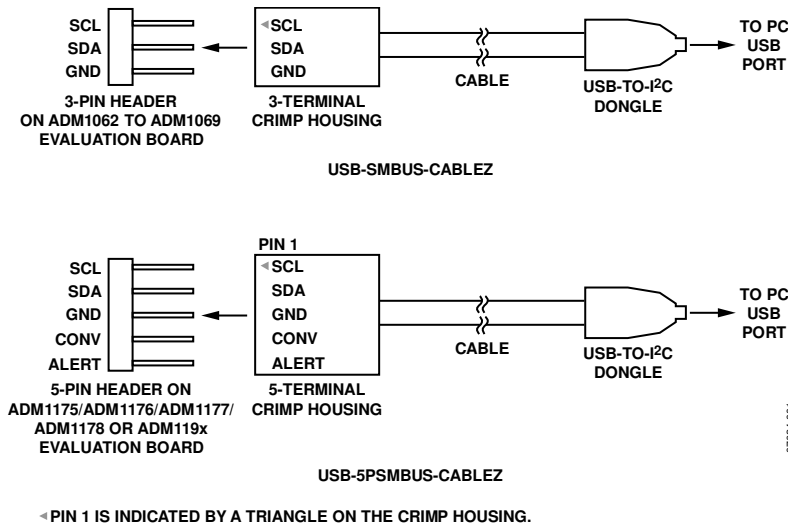 SCL
SDA
GND
3-PIN HEADER
ON ADM1062 TO ADM1069
EVALUATION BOARD
SCL
SDA
GND
3-TERMINAL
CRIMP HOUSING
CABLE
USB-TO-I²C
DONGLE
TO PC
USB
PORT
USB-SMBUS-CABLEZ
SCL
SDA
GND
CONV
ALERT
5-PIN HEADER ON
ADM1175/ADM1176/ADM1177/
ADM1178 OR ADM119x
EVALUATION BOARD
PIN 1
SCL
SDA
GND
CONV
ALERT
5-TERMINAL
CRIMP HOUSING
CABLE
USB-TO-I²C
DONGLE
TO PC
USB
PORT
USB-5PSMBUS-CABLEZ
PIN 1 IS INDICATED BY A TRIANGLE ON THE CRIMP HOUSING.